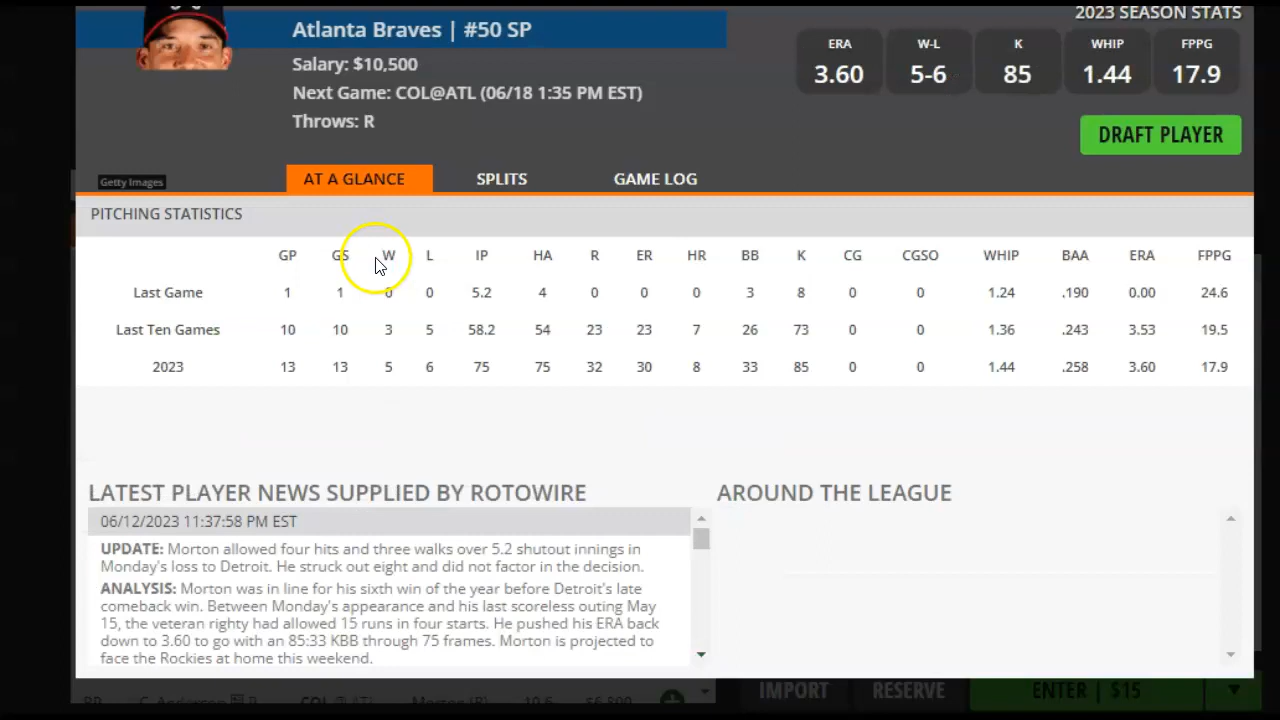 2023 SEASON STATS
Atlanta Braves | #50 SP
Salary: $10,500
Next Game: COL@ATL (06/18 1:35 PM EST)
Throws: R
ERA W-L K WHIP FPPG
3.60 5-6 85 1.44 17.9
DRAFT PLAYER
Getty Images
AT A GLANCE SPLITS GAME LOG
PITCHING STATISTICS
GP GS W L IP HA R ER HR BB K CG CGSO WHIP BAA ERA FPPG
Last Game 1 1 0 0 5.2 4 0 0 0 3 8 0 0 1.24 .190 0.00 24.6
Last Ten Games 10 10 3 5 58.2 54 23 23 7 26 73 0 0 1.36 .243 3.53 19.5
2023 13 13 5 6 75 75 32 30 8 33 85 0 0 1.44 .258 3.60 17.9
LATEST PLAYER NEWS SUPPLIED BY ROTOWIRE
06/12/2023 11:37:58 PM EST
UPDATE: Morton allowed four hits and three walks over 5.2 shutout innings in
Monday's loss to Detroit. He struck out eight and did not factor in the decision.
ANALYSIS: Morton was in line for his sixth win of the year before Detroit's late
comeback win. Between Monday's appearance and his last scoreless outing May
15, the veteran righty had allowed 15 runs in four starts. He pushed his ERA back
down to 3.60 to go with an 85:33 KBB through 75 frames. Morton is projected to
face the Rockies at home this weekend.
AROUND THE LEAGUE
IMPORT RESERVE ENTER | $15